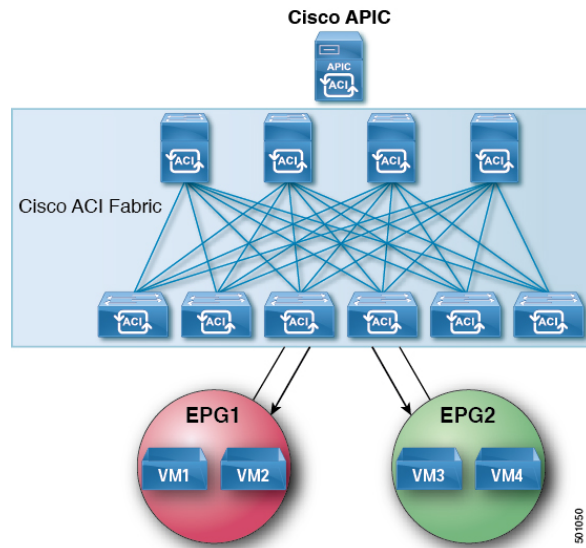 Cisco APIC
APIC
ACI
ACI
ACI
ACI
ACI
Cisco ACI Fabric
ACI
ACI
ACI
ACI
ACI
ACI
EPG1
EPG2
VM1
VM2
VM3
VM4
501050